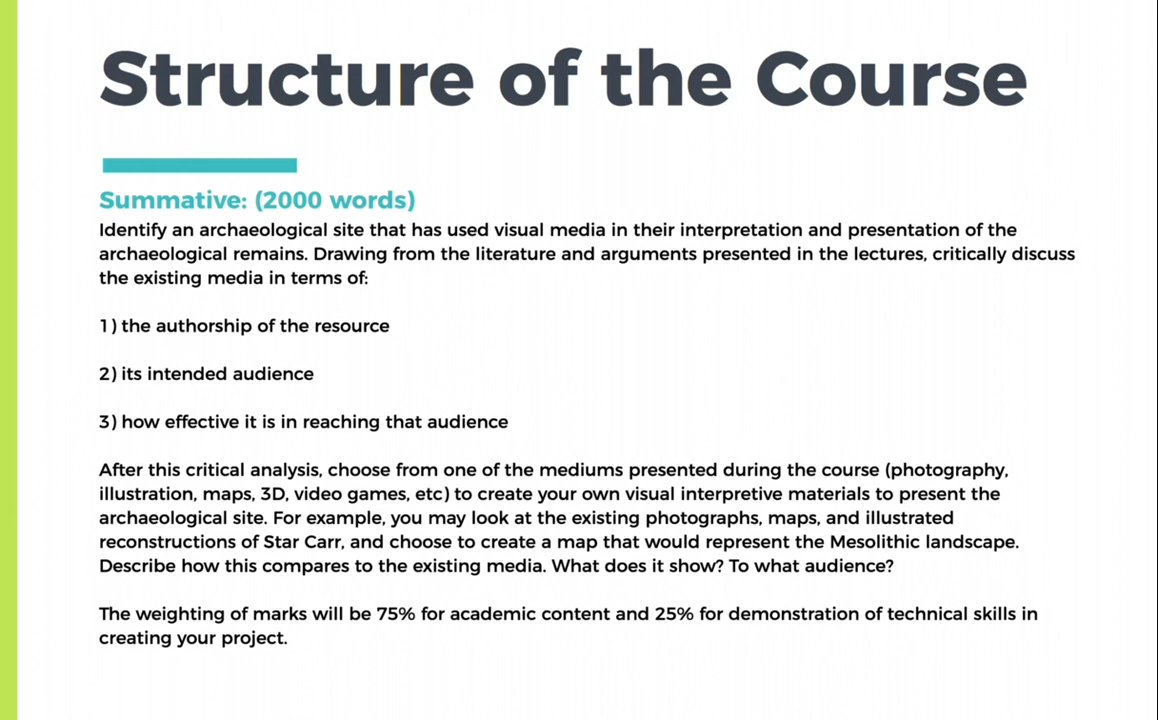 Structure of the Course
Summative: (2000 words)
Identify an archaeological site that has used visual media in their interpretation and presentation of the
archaeological remains. Drawing from the literature and arguments presented in the lectures, critically discuss
the existing media in terms of:
1) the authorship of the resource
2) its intended audience
3) how effective it is in reaching that audience
After this critical analysis, choose from one of the mediums presented during the course (photography,
illustration, maps, 3D, video games, etc) to create your own visual interpretive materials to present the
archaeological site. For example, you may look at the existing photographs, maps, and illustrated
reconstructions of Star Carr, and choose to create a map that would represent the Mesolithic landscape.
Describe how this compares to the existing media. What does it show? To what audience?
The weighting of marks will be 75% for academic content and 25% for demonstration of technical skills in
creating your project.